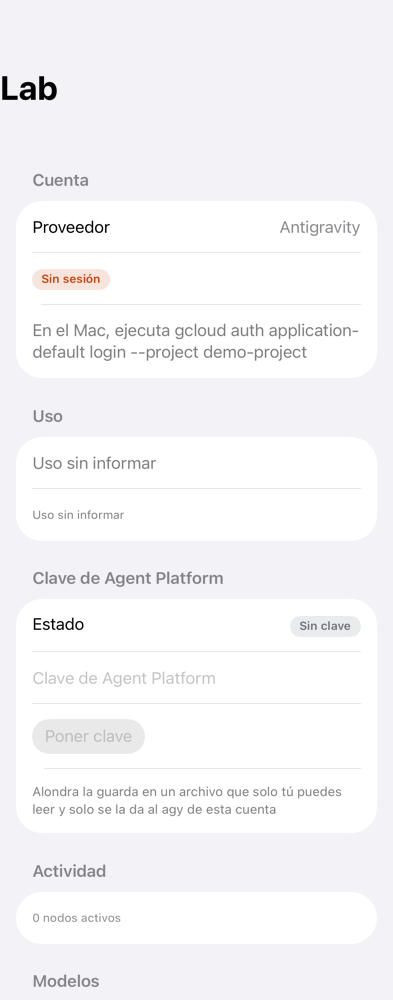 Lab
Cuenta
Proveedor Antigravity
Sin sesión
En el Mac, ejecuta gcloud auth application-
default login --project demo-project
Uso
Uso sin informar
Uso sin informar
Clave de Agent Platform
Estado Sin clave
Clave de Agent Platform
Poner clave
Alondra la guarda en un archivo que solo tú puedes
leer y solo se la da al agy de esta cuenta
Actividad
0 nodos activos
Modelos